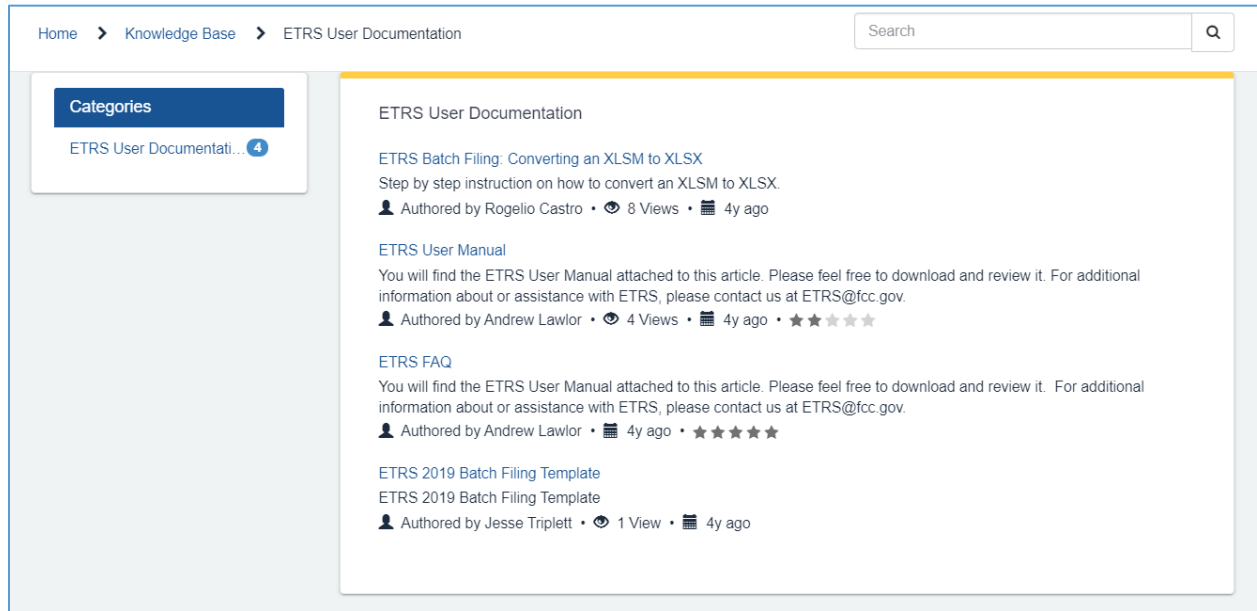 Home > Knowledge Base > ETRS User Documentation
Search
Categories
ETRS User Documentati... 4
ETRS User Documentation
ETRS Batch Filing: Converting an XLSM to XLSX
Step by step instruction on how to convert an XLSM to XLSX.
Authored by Rogelio Castro • 8 Views • 4y ago
ETRS User Manual
You will find the ETRS User Manual attached to this article. Please feel free to download and review it. For additional
information about or assistance with ETRS, please contact us at ETRS@fcc.gov.
Authored by Andrew Lawlor • 4 Views • 4y ago •
ETRS FAQ
You will find the ETRS User Manual attached to this article. Please feel free to download and review it. For additional
information about or assistance with ETRS, please contact us at ETRS@fcc.gov.
Authored by Andrew Lawlor • 4y ago •
ETRS 2019 Batch Filing Template
ETRS 2019 Batch Filing Template
Authored by Jesse Triplett • 1 View • 4y ago